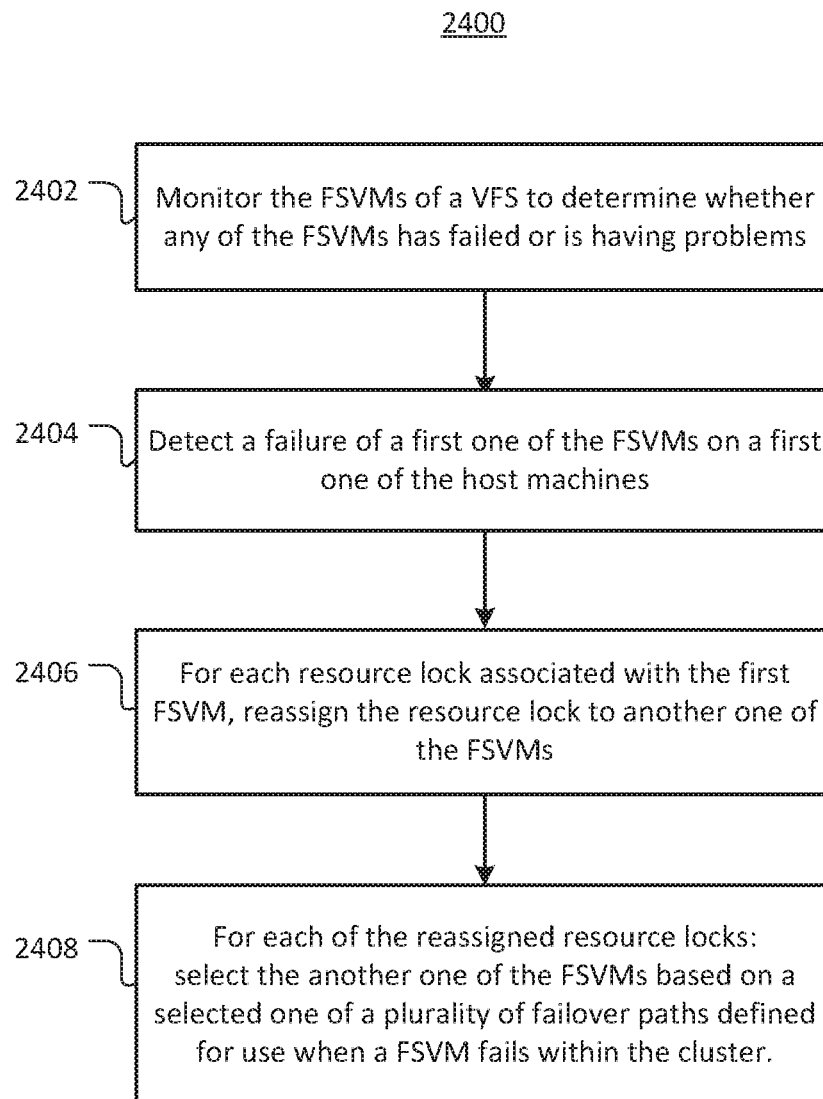 2400
2402
Monitor the FSVMs of a VFS to determine whether
any of the FSVMs has failed or is having problems
2404
Detect a failure of a first one of the FSVMs on a first
one of the host machines
2406
For each resource lock associated with the first
FSVM, reassign the resource lock to another one of
the FSVMs
2408
For each of the reassigned resource locks:
select the another one of the FSVMs based on a
selected one of a plurality of failover paths defined
for use when a FSVM fails within the cluster.